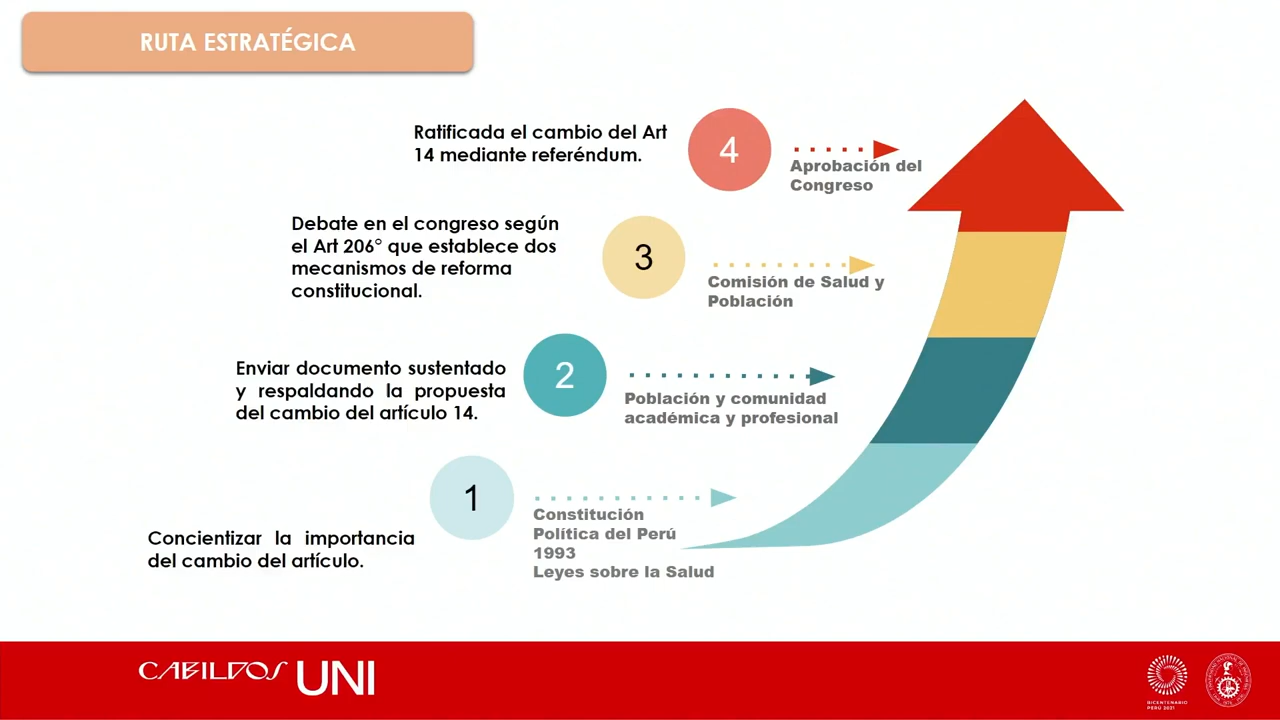 RUTA ESTRATÉGICA
Ratificada el cambio del Art
14 mediante referéndum.
4
Aprobación del
Congreso
Debate en el congreso según
el Art 206° que establece dos
mecanismos de reforma
constitucional.
3
Comisión de Salud y
Población
Enviar documento sustentado
y respaldando la propuesta
del cambio del artículo 14.
2
Población y comunidad
académica y profesional
Concientizar la importancia
del cambio del artículo.
1
Constitución
Política del Perú
1993
Leyes sobre la Salud
CABILDOS UNI
BICENTENARIO
PERÚ 2021